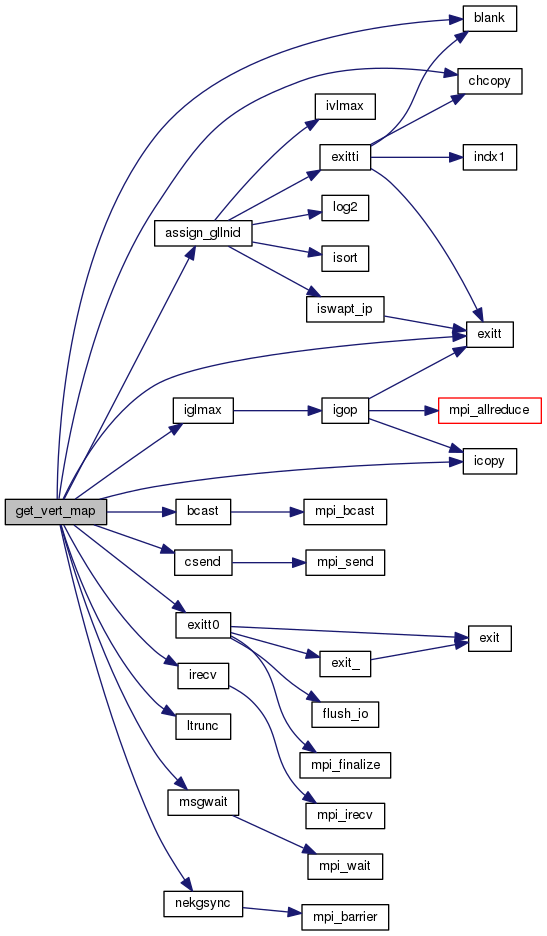 blank
chcopy
ivlmax
exitti
indx1
log2
assign_gllnid
isort
iswapt_ip
exitt
iglmax
igop
mpi_allreduce
icopy
get_vert_map
bcast
mpi_bcast
csend
mpi_send
exitt0
exit
exit_
irecv
flush_io
ltrunc
mpi_finalize
msgwait
mpi_irecv
mpi_wait
nekgsync
mpi_barrier